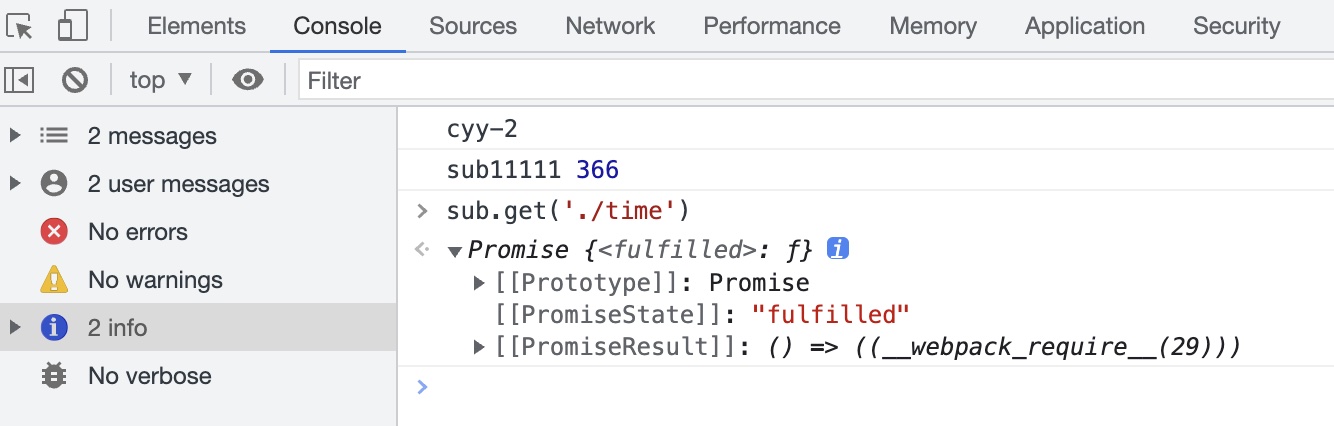 Elements Console Sources Network Performance Memory Application Security
top Filter
2 messages
2 user messages
No errors
No warnings
2 info
No verbose
cyy-2
sub11111 366
> sub.get('./time')
Promise {<fulfilled>: ƒ} i
[[Prototype]]: Promise
[[PromiseState]]: "fulfilled"
[[PromiseResult]]: () => ((__webpack_require__(29)))
>